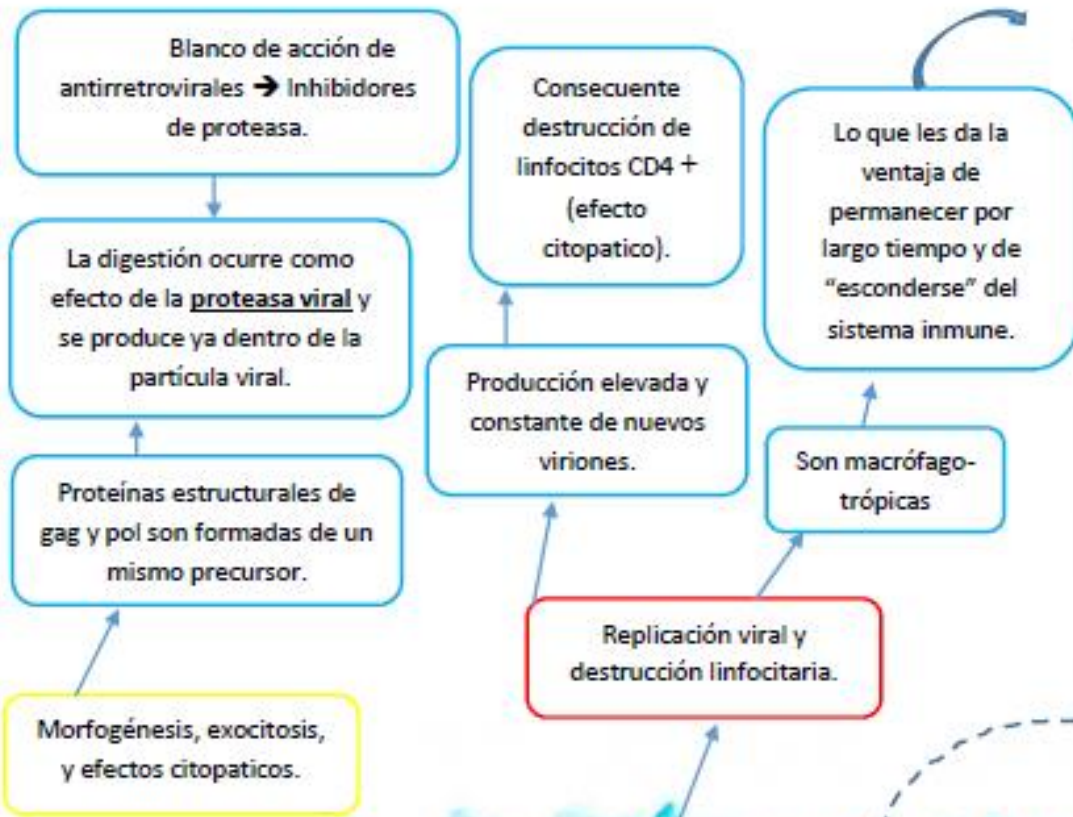 Blanco de acción de
antirretrovirales ➔ Inhibidores
de proteasa.
Consecuente
destrucción de
linfocitos CD4 +
(efecto
citopatico).
Lo que les da la
ventaja de
permanecer por
largo tiempo y de
“esconderse” del
sistema inmune.
La digestión ocurre como
efecto de la proteasa viral y
se produce ya dentro de la
partícula viral.
Producción elevada y
constante de nuevos
viriones.
Son macrófago-
trópicas
Proteínas estructurales de
gag y pol son formadas de un
mismo precursor.
Replicación viral y
destrucción linfocitaria.
Morfogénesis, exocitosis,
y efectos citopaticos.